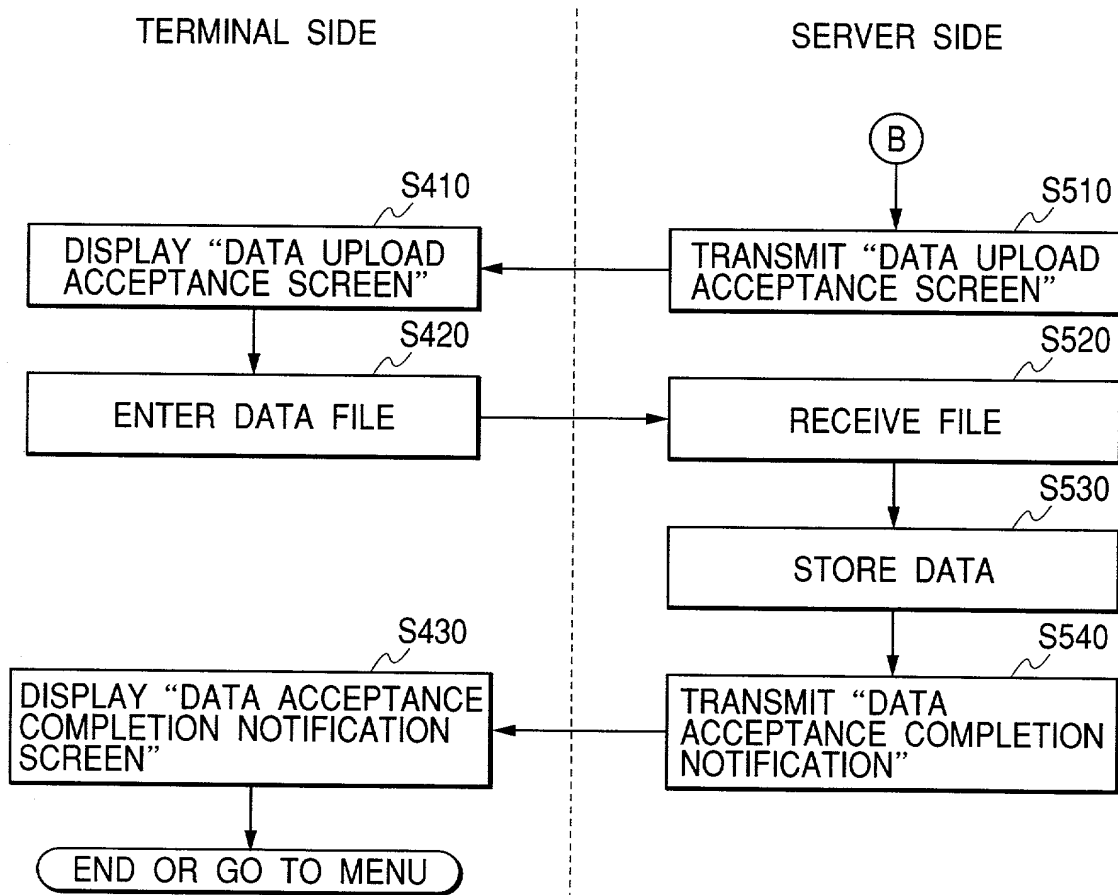 TERMINAL SIDE
SERVER SIDE
B
S410
S510
DISPLAY “DATA UPLOAD
ACCEPTANCE SCREEN”
TRANSMIT “DATA UPLOAD
ACCEPTANCE SCREEN”
S420
S520
ENTER DATA FILE
RECEIVE FILE
S530
STORE DATA
S430
S540
DISPLAY “DATA ACCEPTANCE
COMPLETION NOTIFICATION
SCREEN”
TRANSMIT “DATA
ACCEPTANCE COMPLETION
NOTIFICATION”
END OR GO TO MENU